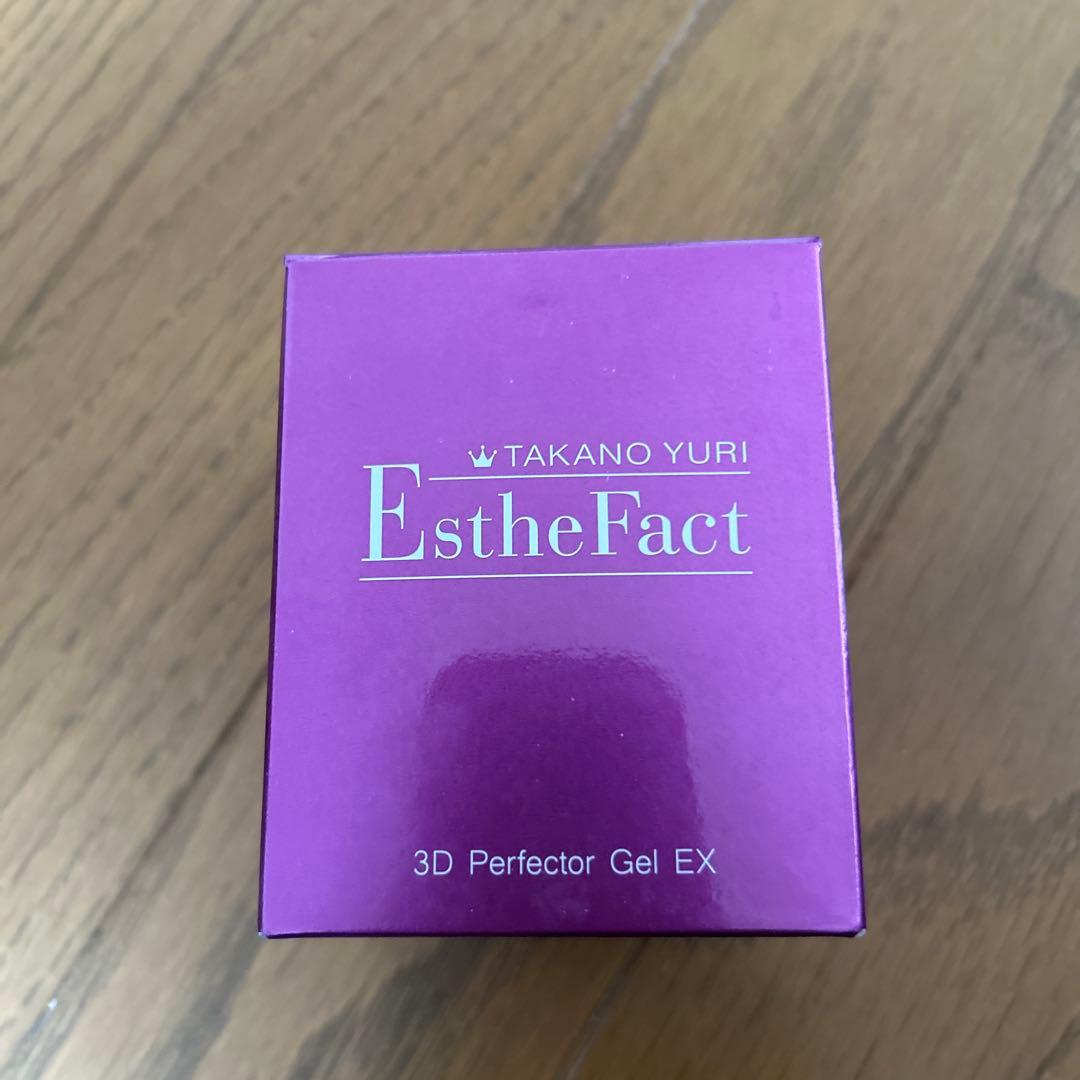 TAKANO YURI
EstheFact
3D Perfector Gel EX